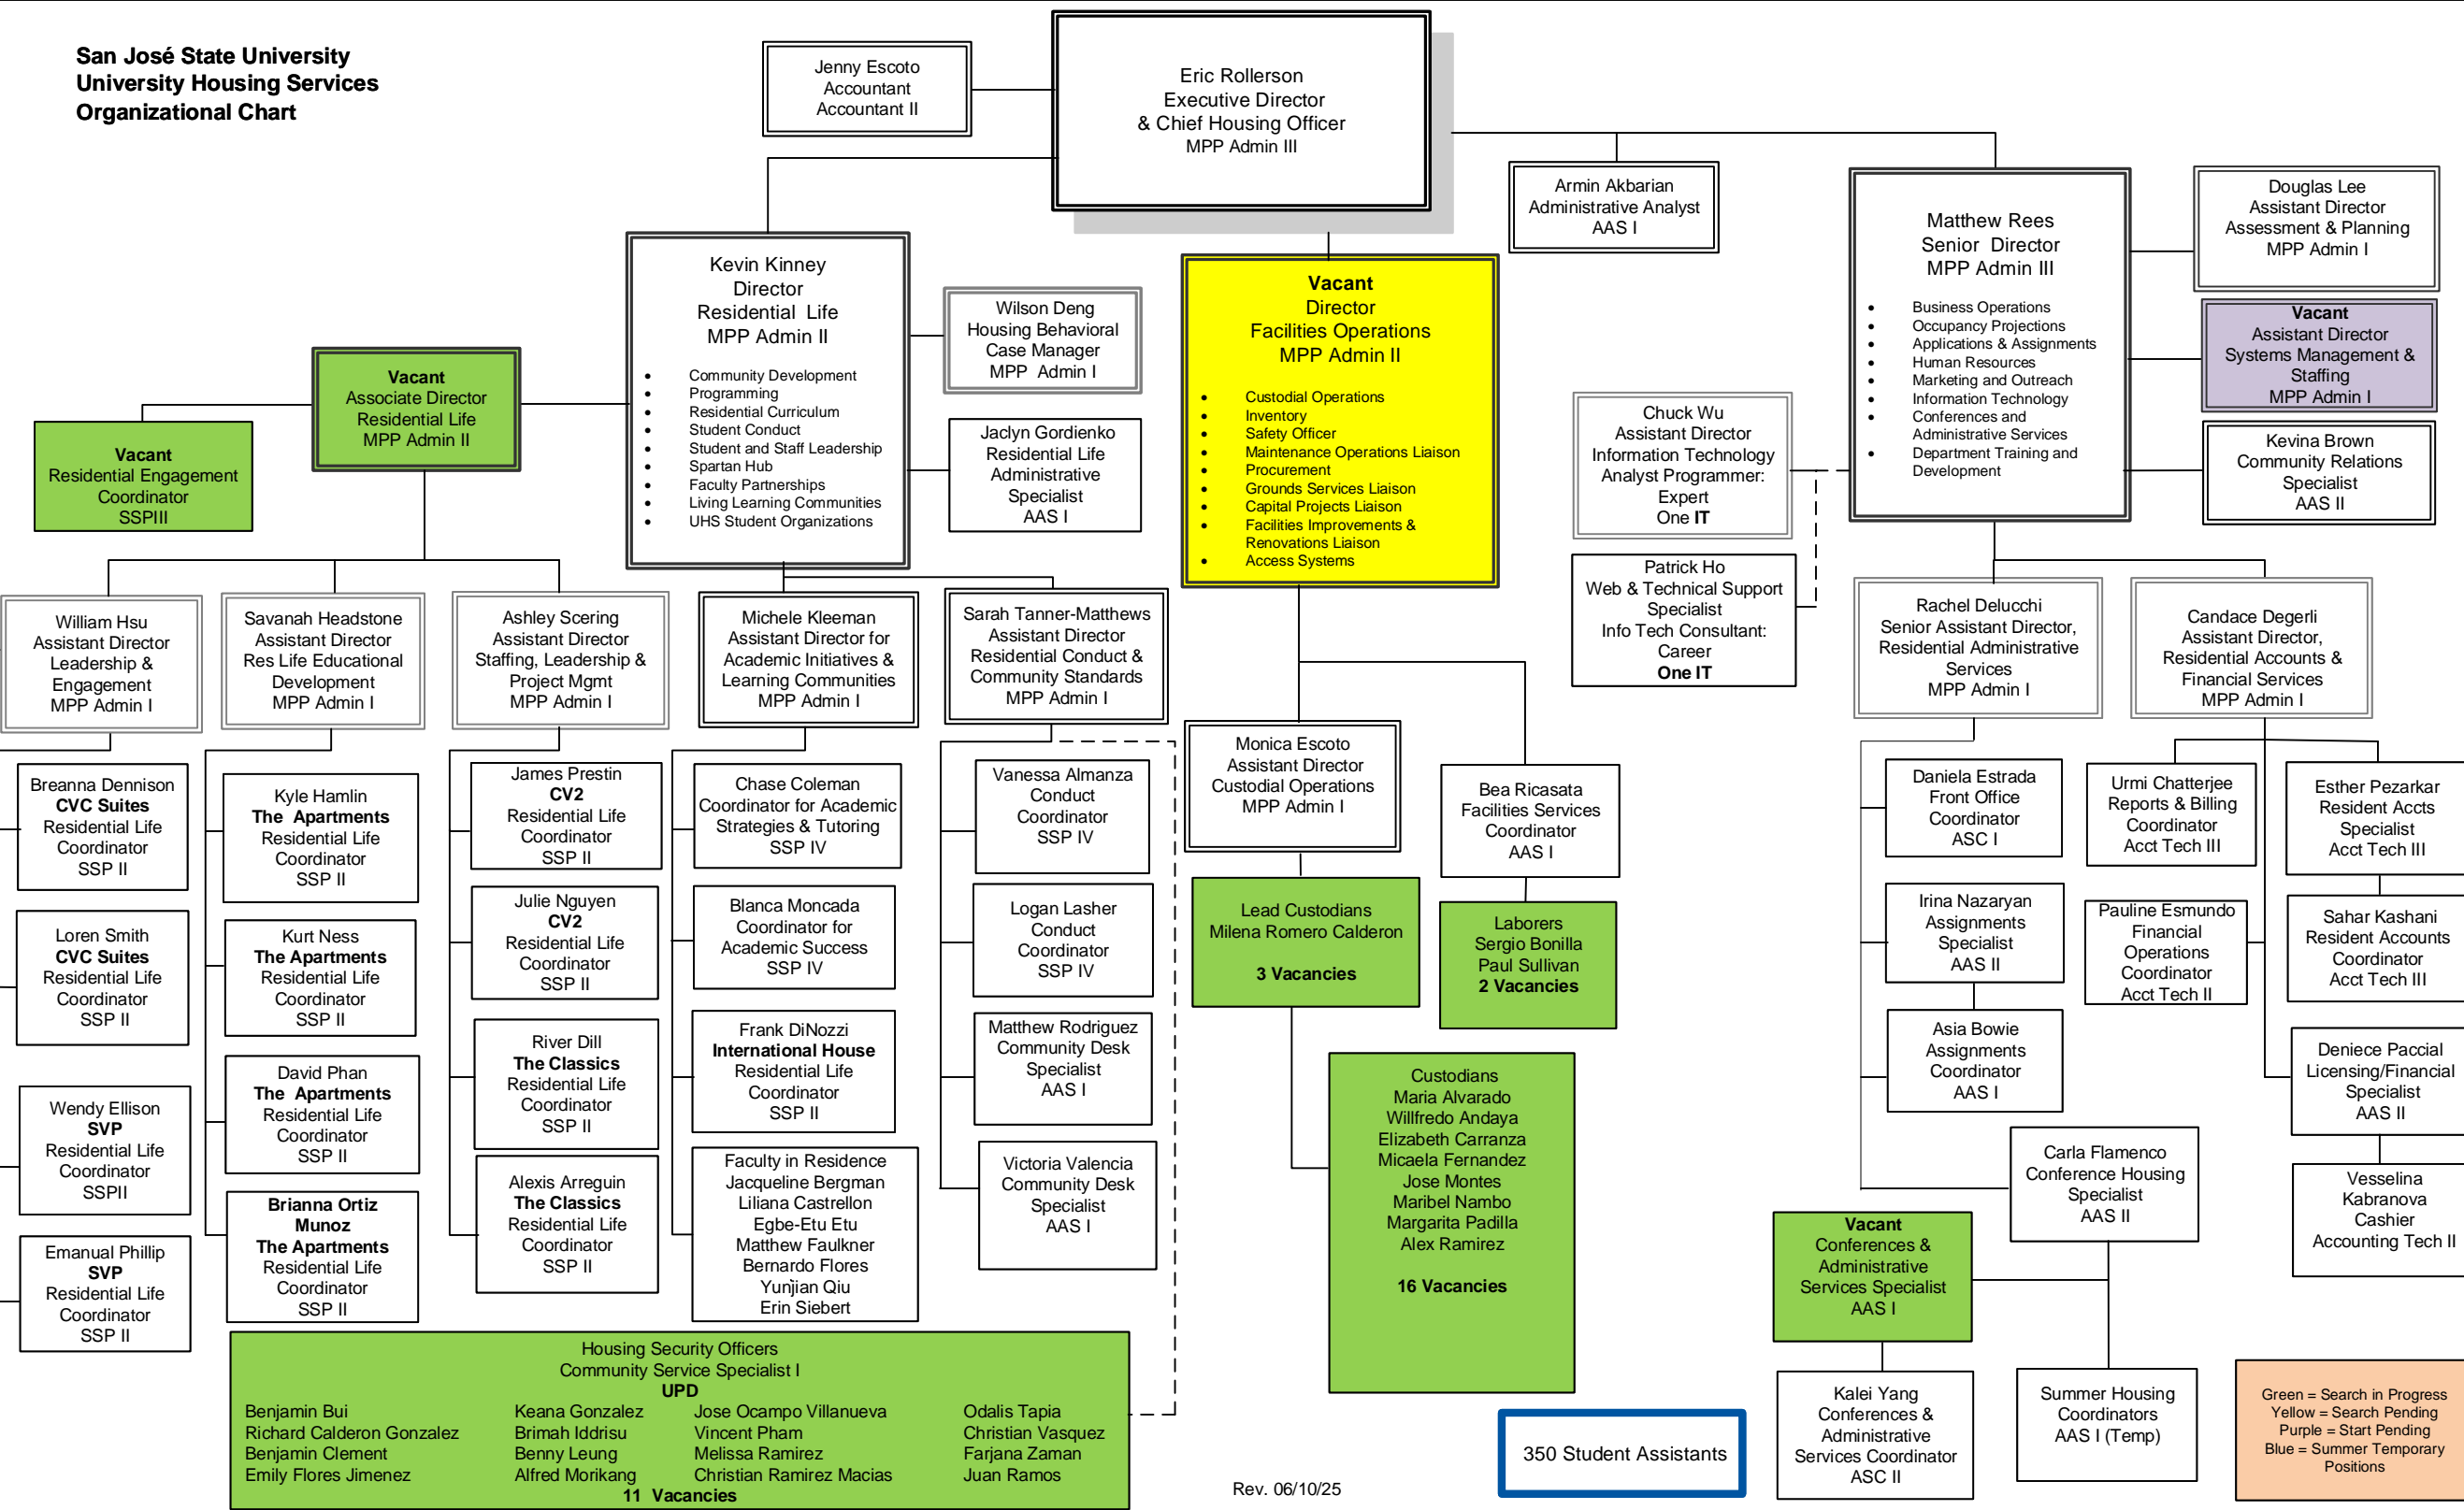 San José State University
University Housing Services
Organizational Chart
Jenny Escoto
Accountant
Accountant II
Eric Rollerson
Executive Director
& Chief Housing Officer
MPP Admin III
Armin Akbarian
Administrative Analyst
AAS I
Kevin Kinney
Director
Residential Life
MPP Admin II
• Community Development
• Programming
• Residential Curriculum
• Student Conduct
• Student and Staff Leadership
• Spartan Hub
• Faculty Partnerships
• Living Learning Communities
• UHS Student Organizations
Wilson Deng
Housing Behavioral
Case Manager
MPP Admin I
Jaclyn Gordienko
Residential Life
Administrative
Specialist
AAS I
Vacant
Associate Director
Residential Life
MPP Admin II
Vacant
Residential Engagement
Coordinator
SSPIII
Vacant
Director
Facilities Operations
MPP Admin II
• Custodial Operations
• Inventory
• Safety Officer
• Maintenance Operations Liaison
• Procurement
• Grounds Services Liaison
• Capital Projects Liaison
• Facilities Improvements &
Renovations Liaison
• Access Systems
Matthew Rees
Senior Director
MPP Admin III
• Business Operations
• Occupancy Projections
• Applications & Assignments
• Human Resources
• Marketing and Outreach
• Information Technology
• Conferences and
Administrative Services
• Department Training and
Development
Douglas Lee
Assistant Director
Assessment & Planning
MPP Admin I
Vacant
Assistant Director
Systems Management &
Staffing
MPP Admin I
Kevina Brown
Community Relations
Specialist
AAS II
Chuck Wu
Assistant Director
Information Technology
Analyst Programmer:
Expert
One IT
Patrick Ho
Web & Technical Support
Specialist
Info Tech Consultant:
Career
One IT
William Hsu
Assistant Director
Leadership &
Engagement
MPP Admin I
Savanah Headstone
Assistant Director
Res Life Educational
Development
MPP Admin I
Ashley Scering
Assistant Director
Staffing, Leadership &
Project Mgmt
MPP Admin I
Michele Kleeman
Assistant Director for
Academic Initiatives &
Learning Communities
MPP Admin I
Sarah Tanner-Matthews
Assistant Director
Residential Conduct &
Community Standards
MPP Admin I
Rachel Delucchi
Senior Assistant Director,
Residential Administrative
Services
MPP Admin I
Candace Degerli
Assistant Director,
Residential Accounts &
Financial Services
MPP Admin I
Breanna Dennison
CVC Suites
Residential Life
Coordinator
SSP II
Loren Smith
CVC Suites
Residential Life
Coordinator
SSP II
Wendy Ellison
SVP
Residential Life
Coordinator
SSPII
Emanual Phillip
SVP
Residential Life
Coordinator
SSP II
Kyle Hamlin
The Apartments
Residential Life
Coordinator
SSP II
Kurt Ness
The Apartments
Residential Life
Coordinator
SSP II
David Phan
The Apartments
Residential Life
Coordinator
SSP II
Brianna Ortiz
Munoz
The Apartments
Residential Life
Coordinator
SSP II
James Prestin
CV2
Residential Life
Coordinator
SSP II
Julie Nguyen
CV2
Residential Life
Coordinator
SSP II
River Dill
The Classics
Residential Life
Coordinator
SSP II
Alexis Arreguin
The Classics
Residential Life
Coordinator
SSP II
Chase Coleman
Coordinator for Academic
Strategies & Tutoring
SSP IV
Blanca Moncada
Coordinator for
Academic Success
SSP IV
Frank DiNozzi
International House
Residential Life
Coordinator
SSP II
Faculty in Residence
Jacqueline Bergman
Liliana Castrellon
Egbe-Etu Etu
Matthew Faulkner
Bernardo Flores
Yunjian Qiu
Erin Siebert
Vanessa Almanza
Conduct
Coordinator
SSP IV
Logan Lasher
Conduct
Coordinator
SSP IV
Matthew Rodriguez
Community Desk
Specialist
AAS I
Victoria Valencia
Community Desk
Specialist
AAS I
Monica Escoto
Assistant Director
Custodial Operations
MPP Admin I
Bea Ricasata
Facilities Services
Coordinator
AAS I
Lead Custodians
Milena Romero Calderon
3 Vacancies
Laborers
Sergio Bonilla
Paul Sullivan
2 Vacancies
Custodians
Maria Alvarado
Willfredo Andaya
Elizabeth Carranza
Micaela Fernandez
Jose Montes
Maribel Nambo
Margarita Padilla
Alex Ramirez
16 Vacancies
Daniela Estrada
Front Office
Coordinator
ASC I
Irina Nazaryan
Assignments
Specialist
AAS II
Asia Bowie
Assignments
Coordinator
AAS I
Carla Flamenco
Conference Housing
Specialist
AAS II
Vacant
Conferences &
Administrative
Services Specialist
AAS I
Kalei Yang
Conferences &
Administrative
Services Coordinator
ASC II
Summer Housing
Coordinators
AAS I (Temp)
Urmi Chatterjee
Reports & Billing
Coordinator
Acct Tech III
Pauline Esmundo
Financial
Operations
Coordinator
Acct Tech II
Esther Pezarkar
Resident Accts
Specialist
Acct Tech III
Sahar Kashani
Resident Accounts
Coordinator
Acct Tech III
Deniece Paccial
Licensing/Financial
Specialist
AAS II
Vesselina
Kabranova
Cashier
Accounting Tech II
Housing Security Officers
Community Service Specialist I
UPD
Benjamin Bui Keana Gonzalez Jose Ocampo Villanueva Odalis Tapia
Richard Calderon Gonzalez Brimah Iddrisu Vincent Pham Christian Vasquez
Benjamin Clement Benny Leung Melissa Ramirez Farjana Zaman
Emily Flores Jimenez Alfred Morikang Christian Ramirez Macias Juan Ramos
11 Vacancies
Rev. 06/10/25
350 Student Assistants
Green = Search in Progress
Yellow = Search Pending
Purple = Start Pending
Blue = Summer Temporary
Positions